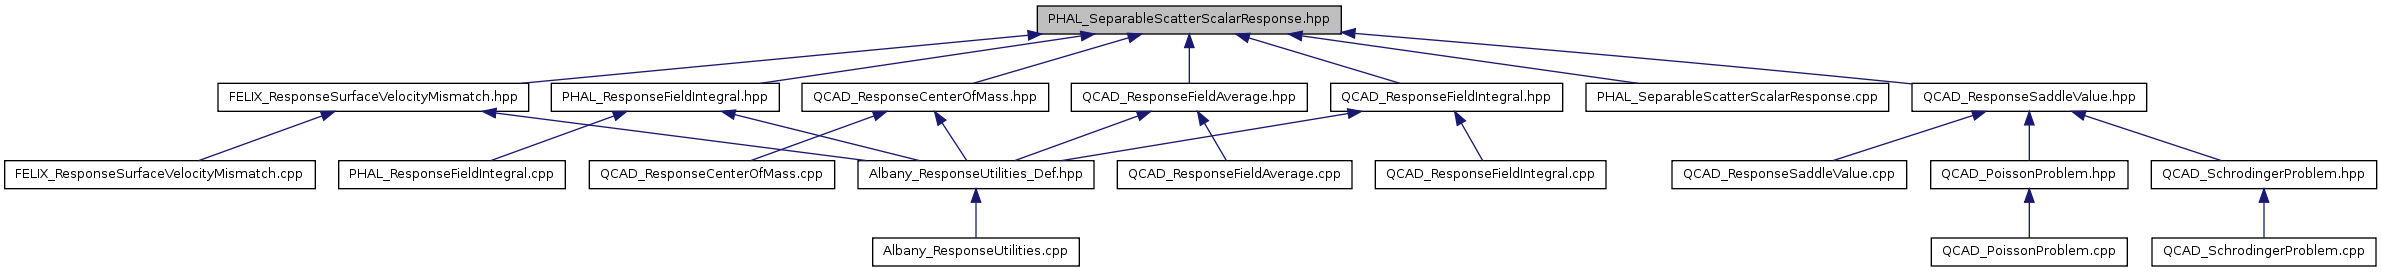 PHAL_SeparableScatterScalarResponse.hpp
FELIX_ResponseSurfaceVelocityMismatch.hpp
PHAL_ResponseFieldIntegral.hpp
QCAD_ResponseCenterOfMass.hpp
QCAD_ResponseFieldAverage.hpp
QCAD_ResponseFieldIntegral.hpp
PHAL_SeparableScatterScalarResponse.cpp
QCAD_ResponseSaddleValue.hpp
FELIX_ResponseSurfaceVelocityMismatch.cpp
PHAL_ResponseFieldIntegral.cpp
QCAD_ResponseCenterOfMass.cpp
Albany_ResponseUtilities_Def.hpp
QCAD_ResponseFieldAverage.cpp
QCAD_ResponseFieldIntegral.cpp
QCAD_ResponseSaddleValue.cpp
QCAD_PoissonProblem.hpp
QCAD_SchrodingerProblem.hpp
Albany_ResponseUtilities.cpp
QCAD_PoissonProblem.cpp
QCAD_SchrodingerProblem.cpp